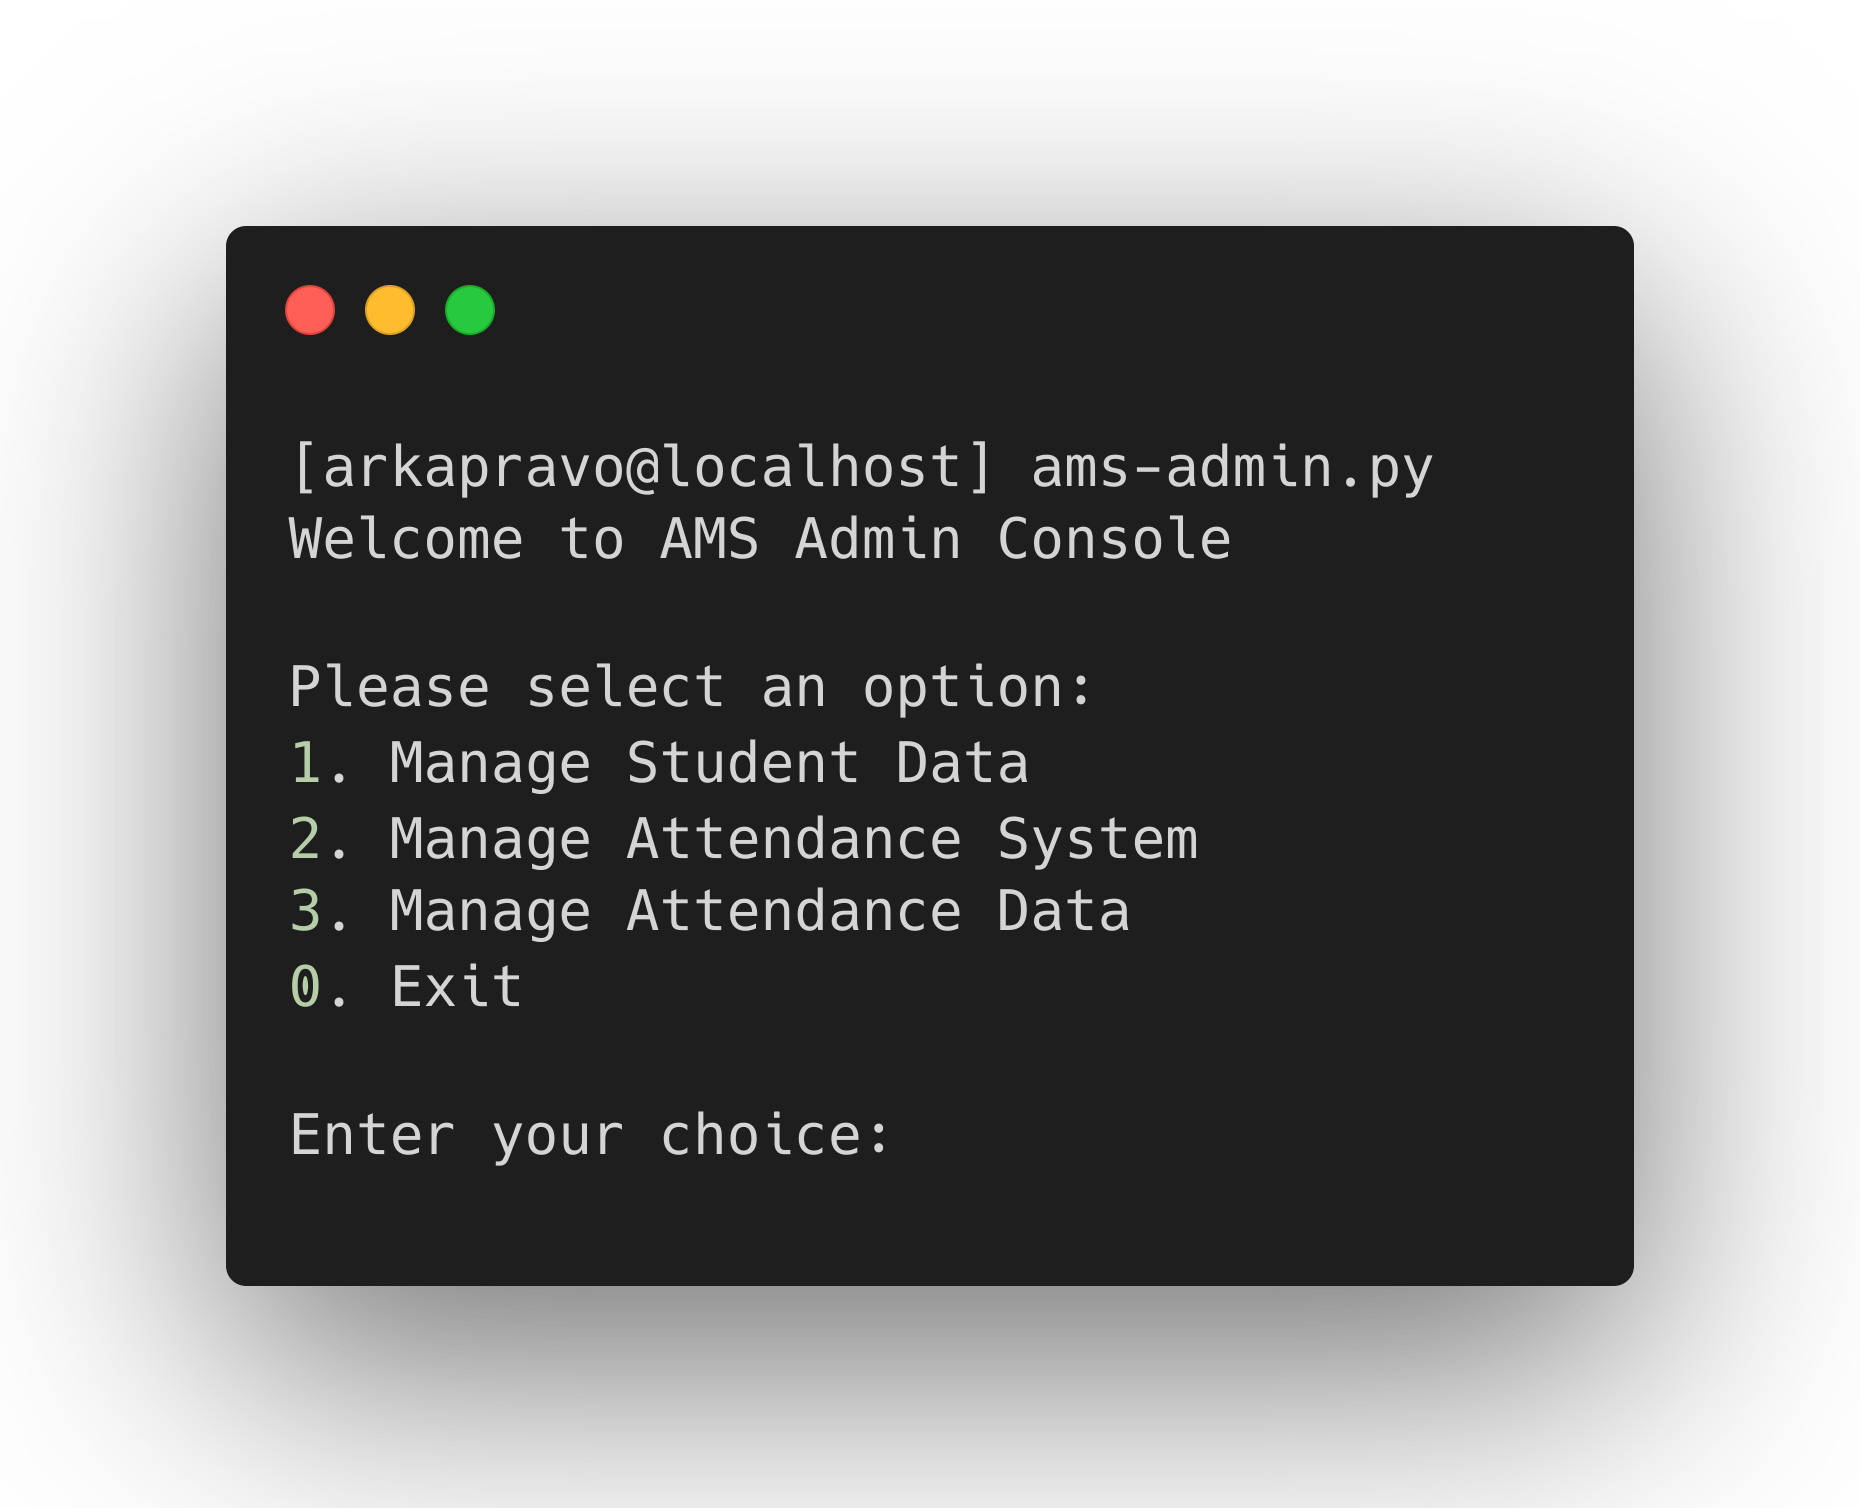 [arkapravo@localhost] ams-admin.py
Welcome to AMS Admin Console
Please select an option:
1. Manage Student Data
2. Manage Attendance System
3. Manage Attendance Data
0. Exit
Enter your choice: